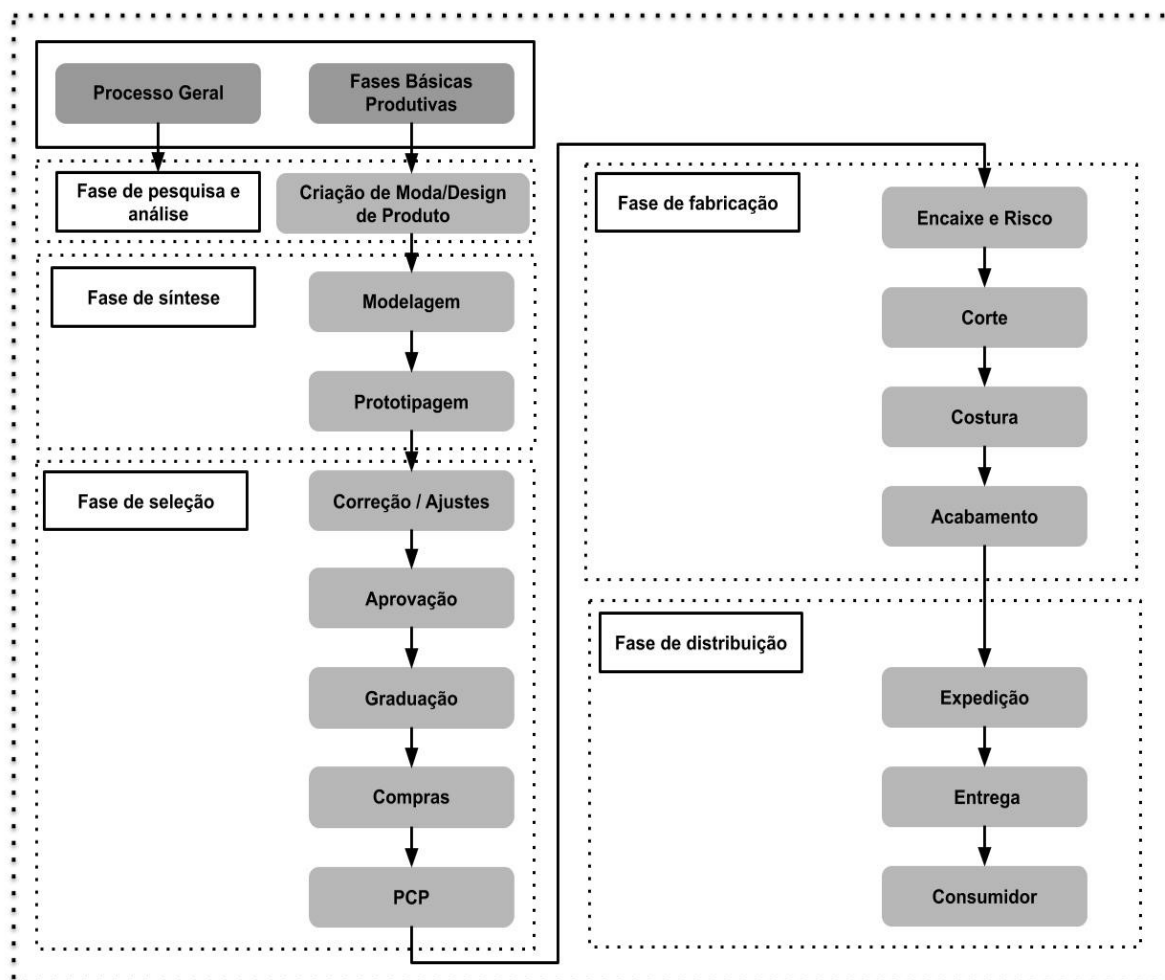 Processo Geral
Fases Básicas
Produtivas
Fase de pesquisa e
análise
Criação de Moda/Design
de Produto
Fase de síntese
Modelagem
Prototipagem
Fase de seleção
Correção / Ajustes
Aprovação
Graduação
Compras
PCP
Fase de fabricação
Encaixe e Risco
Corte
Costura
Acabamento
Fase de distribuição
Expedição
Entrega
Consumidor